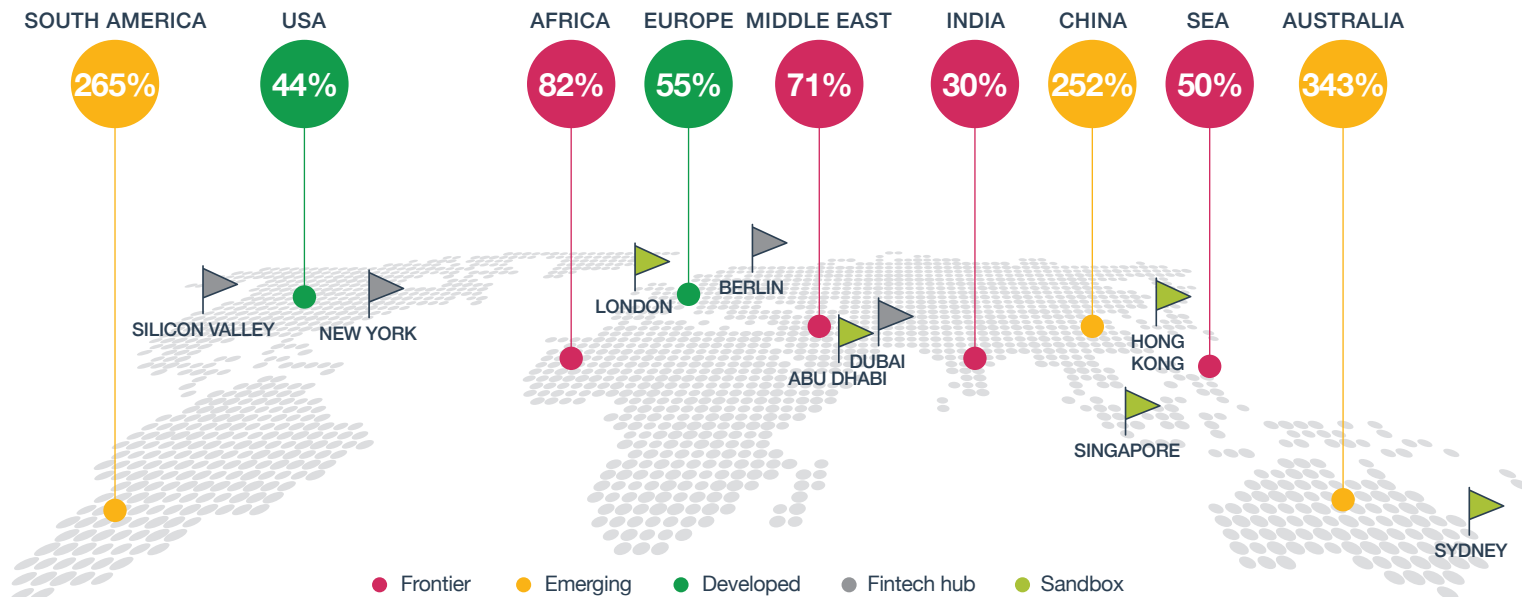 SOUTH AMERICA
USA
AFRICA
EUROPE
MIDDLE EAST
INDIA
CHINA
SEA
AUSTRALIA
265%
44%
82%
55%
71%
30%
252%
50%
343%
SILICON VALLEY
NEW YORK
LONDON
BERLIN
DUBAI
ABU DHABI
HONG
KONG
SINGAPORE
SYDNEY
Frontier
Emerging
Developed
Fintech hub
Sandbox